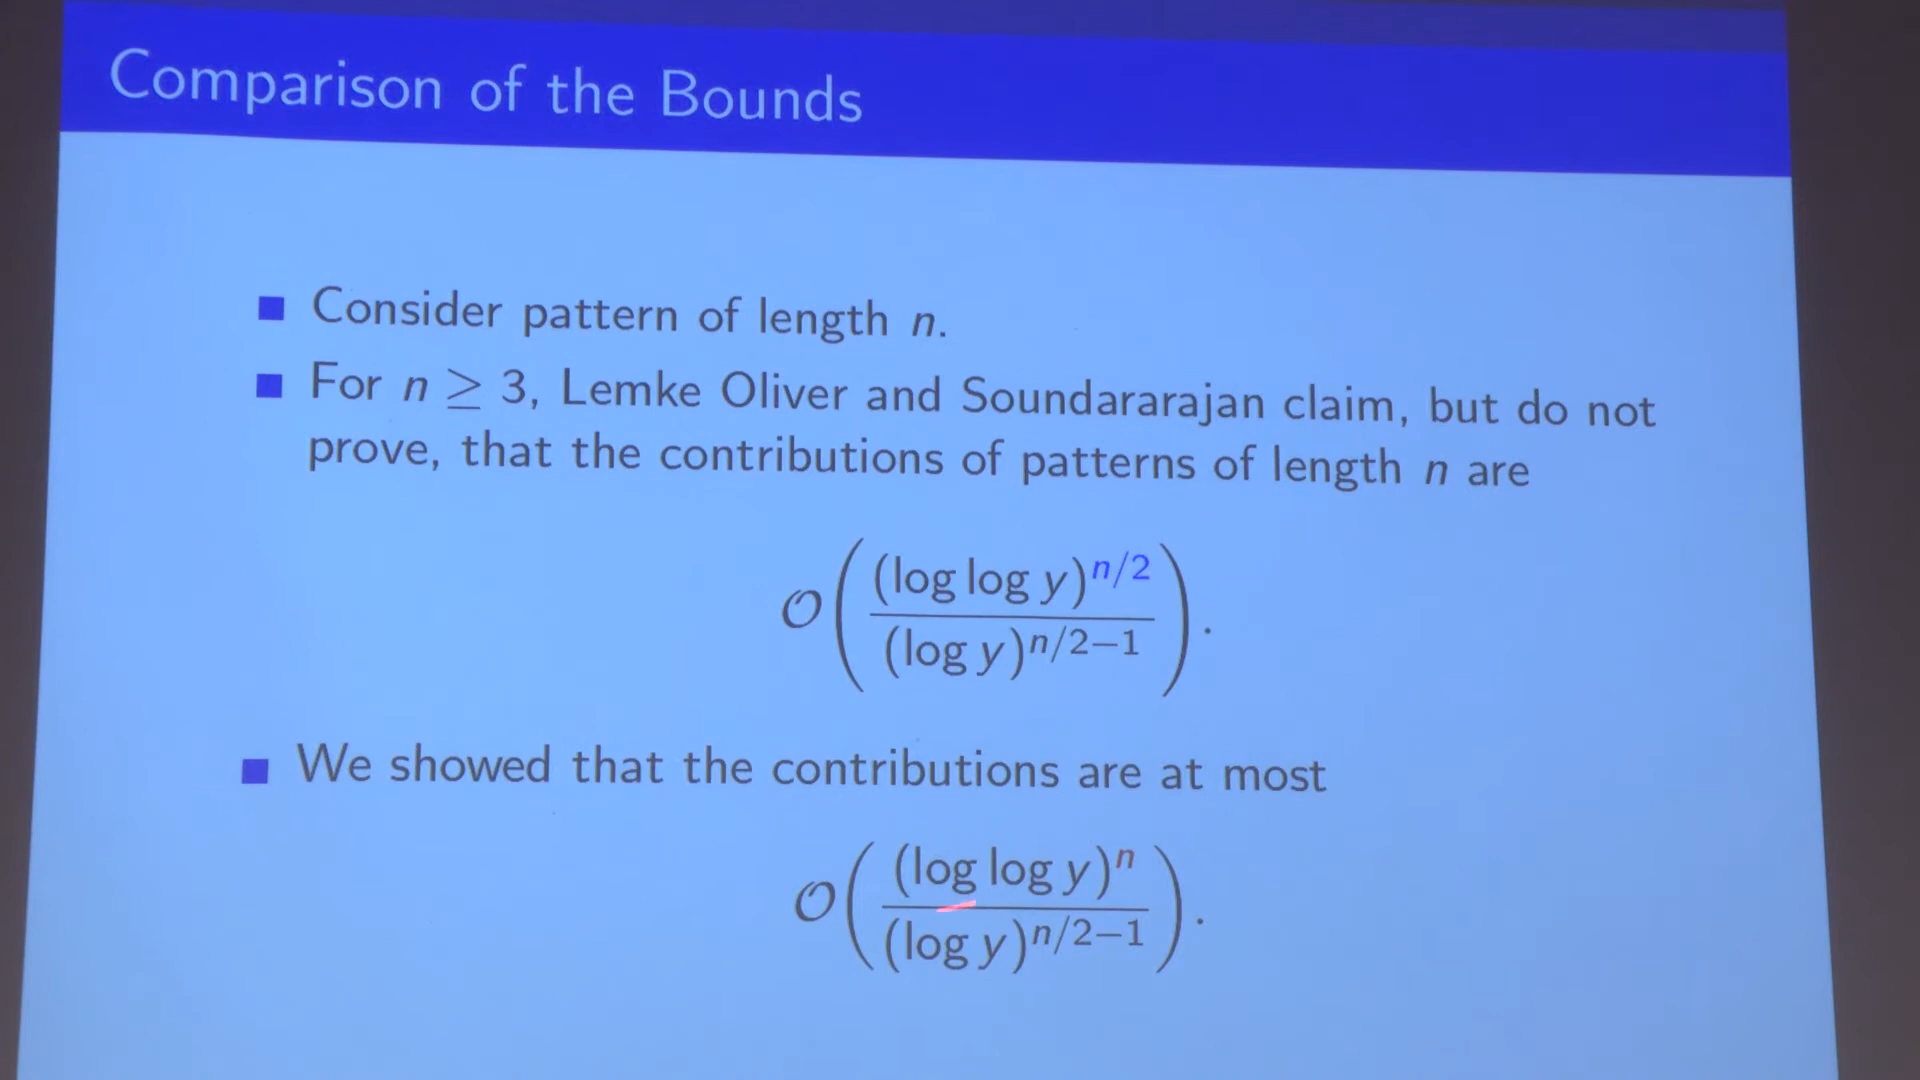 Comparison of the Bounds
■ Consider pattern of length n.
■ For n ≥ 3, Lemke Oliver and Soundararajan claim, but do not
prove, that the contributions of patterns of length n are
𝒪((log log y)^{n/2} / (log y)^{n/2−1}).
■ We showed that the contributions are at most
𝒪((log log y)^n / (log y)^{n/2−1}).